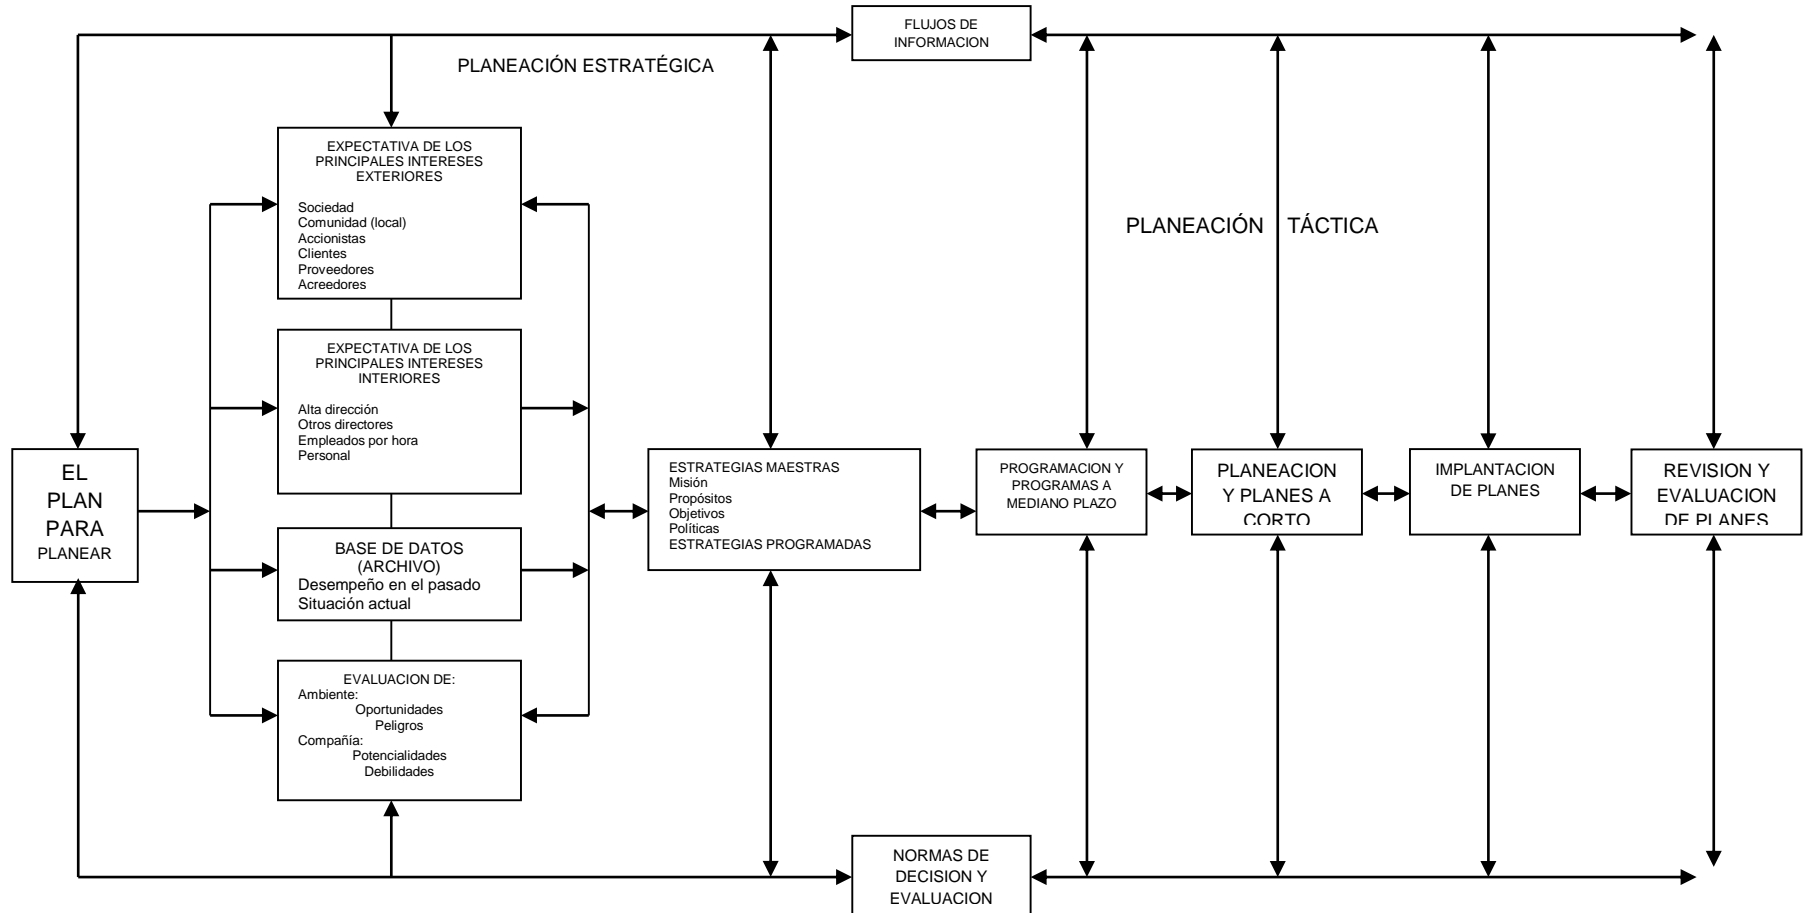 FLUJOS DE
INFORMACION
PLANEACIÓN ESTRATÉGICA
EXPECTATIVA DE LOS
PRINCIPALES INTERESES
EXTERIORES
Sociedad
Comunidad (local)
Accionistas
Clientes
Proveedores
Acreedores
PLANEACIÓN TÁCTICA
EXPECTATIVA DE LOS
PRINCIPALES INTERESES
INTERIORES
Alta dirección
Otros directores
Empleados por hora
Personal
EL
PLAN
PARA
PLANEAR
BASE DE DATOS
(ARCHIVO)
Desempeño en el pasado
Situación actual
EVALUACION DE:
Ambiente:
Oportunidades
Peligros
Compañía:
Potencialidades
Debilidades
ESTRATEGIAS MAESTRAS
Misión
Propósitos
Objetivos
Políticas
ESTRATEGIAS PROGRAMADAS
PROGRAMACION Y
PROGRAMAS A
MEDIANO PLAZO
PLANEACION
Y PLANES A
CORTO
IMPLANTACION
DE PLANES
REVISION Y
EVALUACION
DE PLANES
NORMAS DE
DECISION Y
EVALUACION